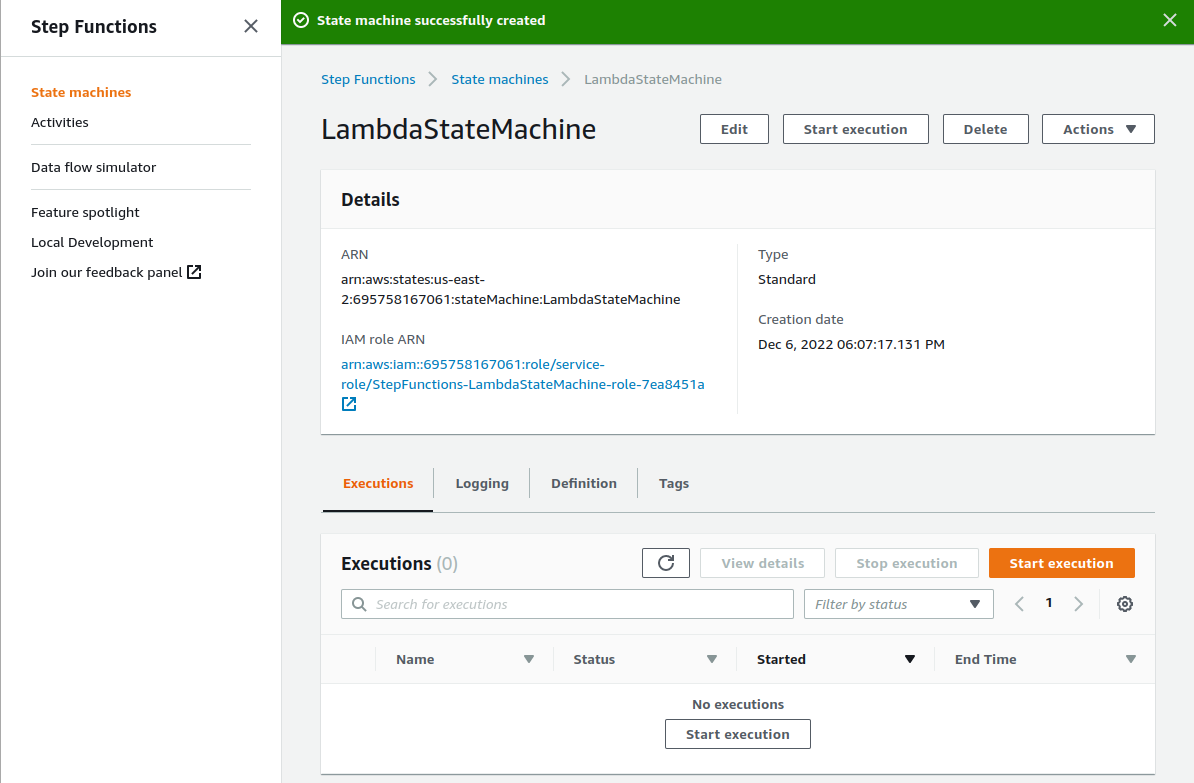 Step Functions
State machines
Activities
Data flow simulator
Feature spotlight
Local Development
Join our feedback panel
State machine successfully created
Step Functions State machines LambdaStateMachine
LambdaStateMachine
Edit Start execution Delete Actions
Details
ARN
arn:aws:states:us-east-
2:695758167061:stateMachine:LambdaStateMachine
IAM role ARN
arn:aws:iam::695758167061:role/service-
role/StepFunctions-LambdaStateMachine-role-7ea8451a
Type
Standard
Creation date
Dec 6, 2022 06:07:17.131 PM
Executions Logging Definition Tags
Executions (0) View details Stop execution Start execution
Search for executions Filter by status 1
Name Status Started End Time
No executions
Start execution